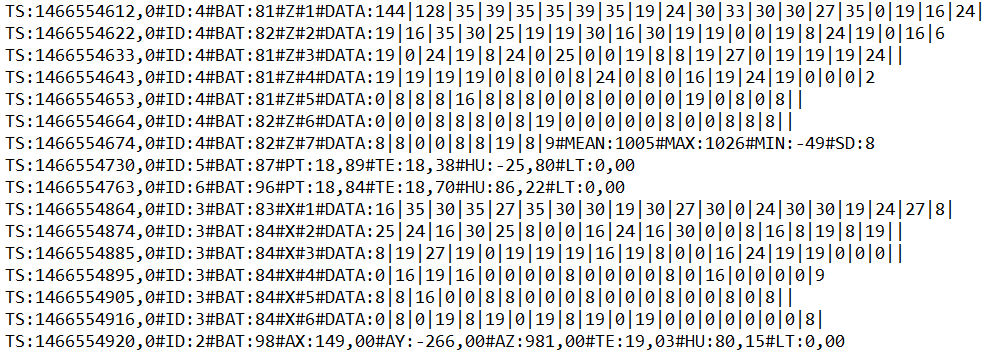 TS:1466554612,0#ID:4#BAT:81#Z#1#DATA:144|128|35|39|35|35|39|35|19|24|30|33|30|30|27|35|0|19|16|24|
TS:1466554622,0#ID:4#BAT:82#Z#2#DATA:19|16|35|30|25|19|19|30|16|30|19|19|0|0|19|8|24|19|0|16|6
TS:1466554633,0#ID:4#BAT:81#Z#3#DATA:19|0|24|19|8|24|0|25|0|0|19|8|8|19|27|0|19|19|19|24||
TS:1466554643,0#ID:4#BAT:81#Z#4#DATA:19|19|19|19|0|8|0|0|8|24|0|8|0|16|19|24|19|0|0|0|2
TS:1466554653,0#ID:4#BAT:81#Z#5#DATA:0|8|8|8|16|8|8|8|0|0|8|0|0|0|0|19|0|8|0|8||
TS:1466554664,0#ID:4#BAT:82#Z#6#DATA:0|0|0|8|8|8|0|8|19|0|0|0|0|0|8|0|0|8|8|8||
TS:1466554674,0#ID:4#BAT:82#Z#7#DATA:8|8|0|0|8|8|19|8|9#MEAN:1005#MAX:1026#MIN:-49#SD:8
TS:1466554730,0#ID:5#BAT:87#PT:18,89#TE:18,38#HU:-25,80#LT:0,00
TS:1466554763,0#ID:6#BAT:96#PT:18,84#TE:18,70#HU:86,22#LT:0,00
TS:1466554864,0#ID:3#BAT:83#X#1#DATA:16|35|30|35|27|35|30|30|19|30|27|30|0|24|30|30|19|24|27|8|
TS:1466554874,0#ID:3#BAT:84#X#2#DATA:25|24|16|30|25|8|0|0|16|24|16|30|0|0|8|16|8|19|8|19||
TS:1466554885,0#ID:3#BAT:84#X#3#DATA:8|19|27|19|0|19|19|19|16|19|8|0|0|16|24|19|19|0|0|0||
TS:1466554895,0#ID:3#BAT:84#X#4#DATA:0|16|19|16|0|0|0|0|8|0|0|0|0|8|0|16|0|0|0|0|9
TS:1466554905,0#ID:3#BAT:84#X#5#DATA:8|8|16|0|0|8|8|0|0|0|8|0|0|0|8|0|0|8|0|8||
TS:1466554916,0#ID:3#BAT:84#X#6#DATA:0|8|0|19|8|19|0|19|8|19|0|19|0|0|0|0|0|0|0|8|
TS:1466554920,0#ID:2#BAT:98#AX:149,00#AY:-266,00#AZ:981,00#TE:19,03#HU:80,15#LT:0,00